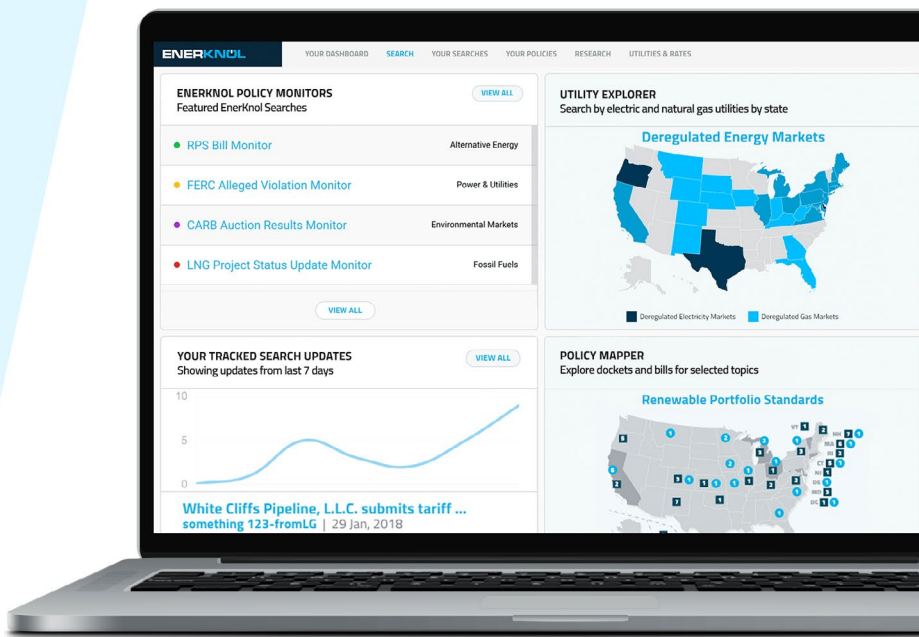 ENERKNOL
YOUR DASHBOARD SEARCH YOUR SEARCHES YOUR POLICIES RESEARCH UTILITIES & RATES
ENERKNOL POLICY MONITORS
Featured EnerKnol Searches
VIEW ALL
RPS Bill Monitor Alternative Energy
FERC Alleged Violation Monitor Power & Utilities
CARB Auction Results Monitor Environmental Markets
LNG Project Status Update Monitor Fossil Fuels
VIEW ALL
UTILITY EXPLORER
Search by electric and natural gas utilities by state
Deregulated Energy Markets
Deregulated Electricity Markets Deregulated Gas Markets
YOUR TRACKED SEARCH UPDATES
Showing updates from last 7 days
VIEW ALL
10
5
0
White Cliffs Pipeline, L.L.C. submits tariff ...
something 123-fromLG | 29 Jan, 2018
POLICY MAPPER
Explore dockets and bills for selected topics
Renewable Portfolio Standards